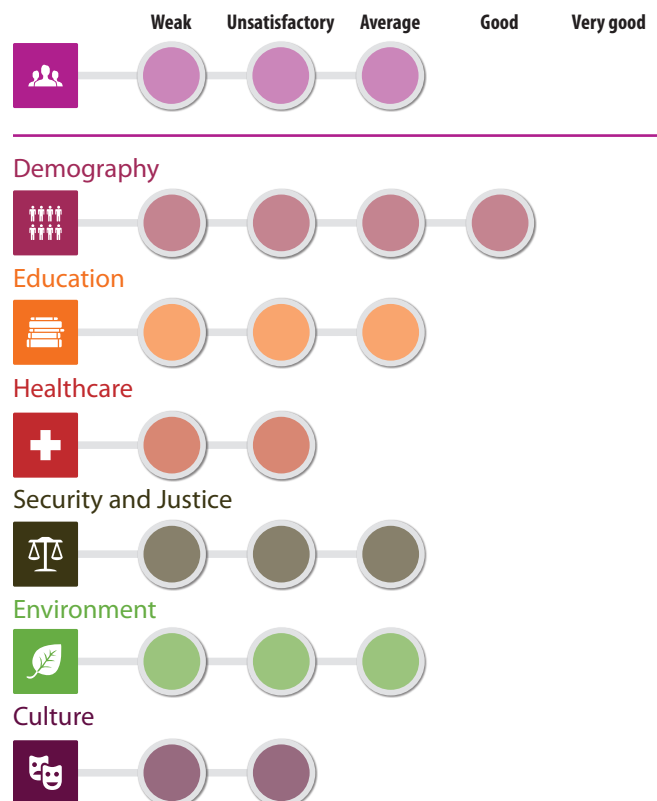 Weak Unsatisfactory Average Good Very good
Demography
Education
Healthcare
Security and Justice
Environment
Culture